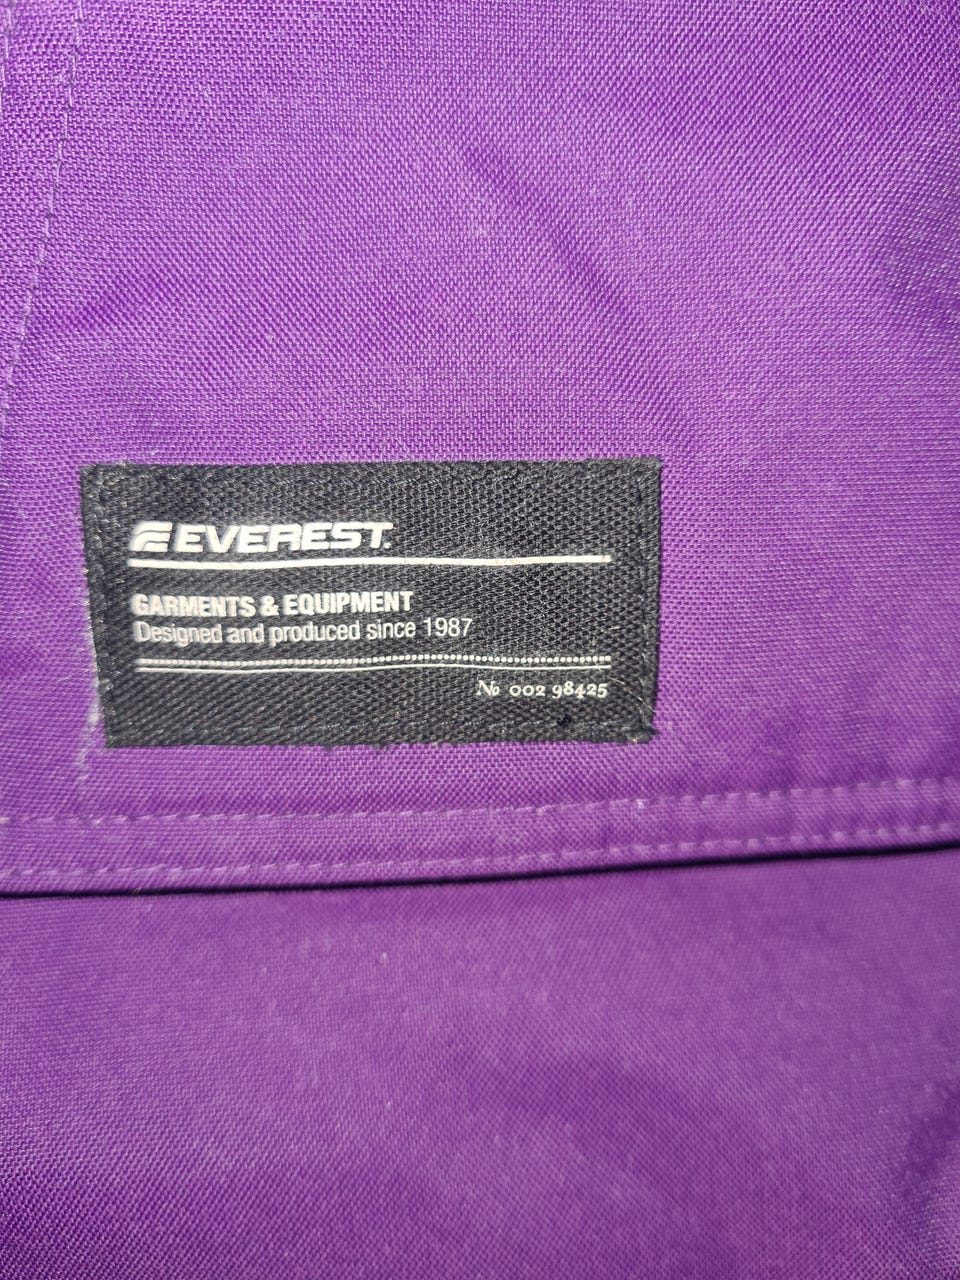 EVEREST.
GARMENTS & EQUIPMENT
Designed and produced since 1987
No 002 98425